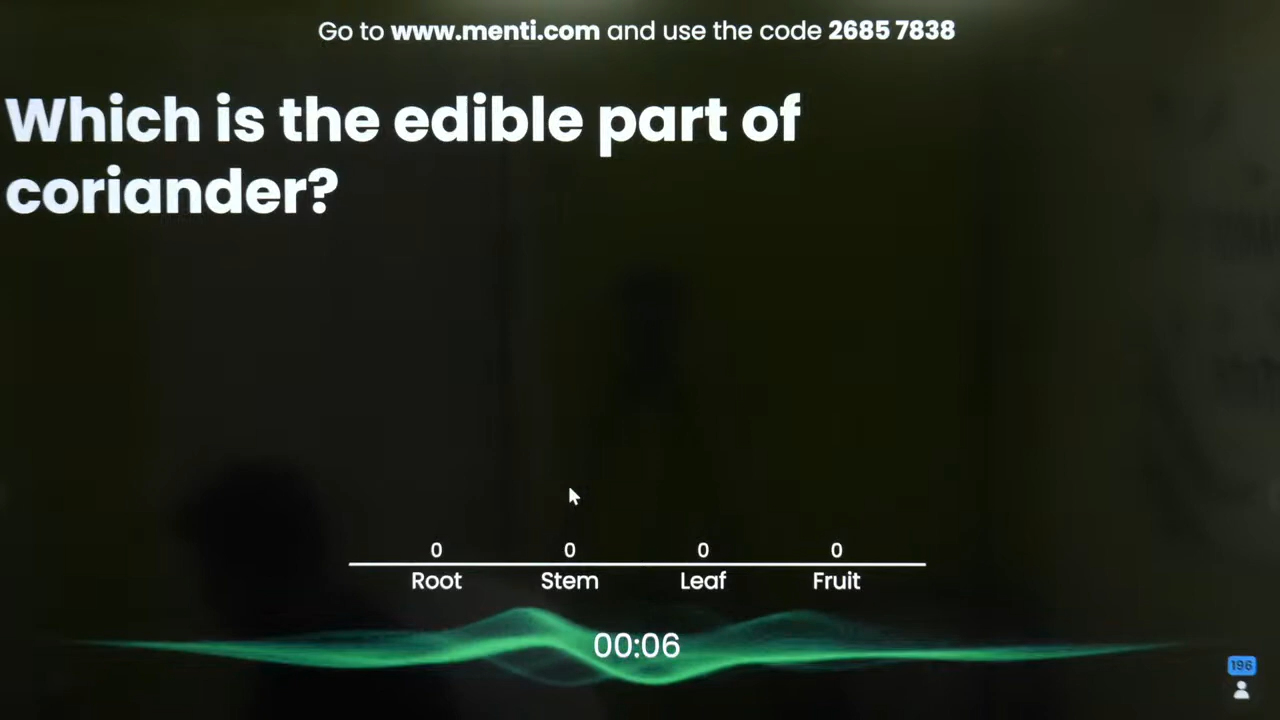 Go to www.menti.com and use the code 2685 7838
Which is the edible part of
coriander?
0 0 0 0
Root Stem Leaf Fruit
00:06
196